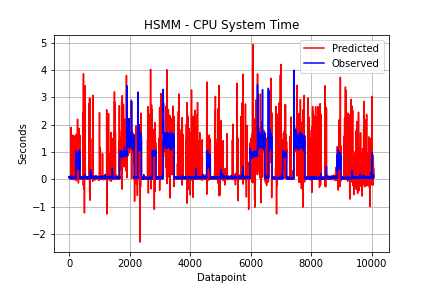 HSMM - CPU System Time
Predicted
Observed
Seconds
5
4
3
2
1
0
−1
−2
0
2000
4000
6000
8000
10000
Datapoint